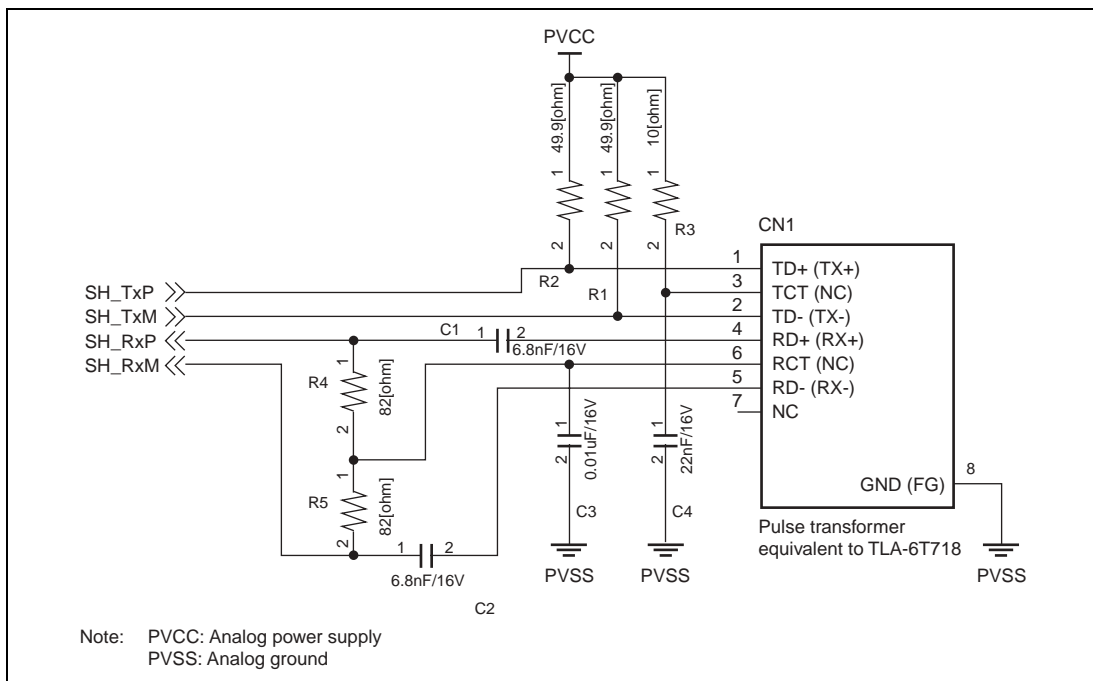 PVCC
49.9[ohm]
49.9[ohm]
10[ohm]
1
1
1
2
2
2
R3
R2
R1
CN1
1
TD+ (TX+)
3
TCT (NC)
2
TD- (TX-)
4
RD+ (RX+)
6
RCT (NC)
5
RD- (RX-)
7
NC
GND (FG)
8
SH_TxP
SH_TxM
SH_RxP
SH_RxM
C1
1
2
6.8nF/16V
1
R4
82[ohm]
2
1
R5
82[ohm]
2
1
2
6.8nF/16V
C2
1
2
0.01uF/16V
C3
1
2
22nF/16V
C4
PVSS
PVSS
PVSS
Pulse transformer
equivalent to TLA-6T718
Note: PVCC: Analog power supply
PVSS: Analog ground